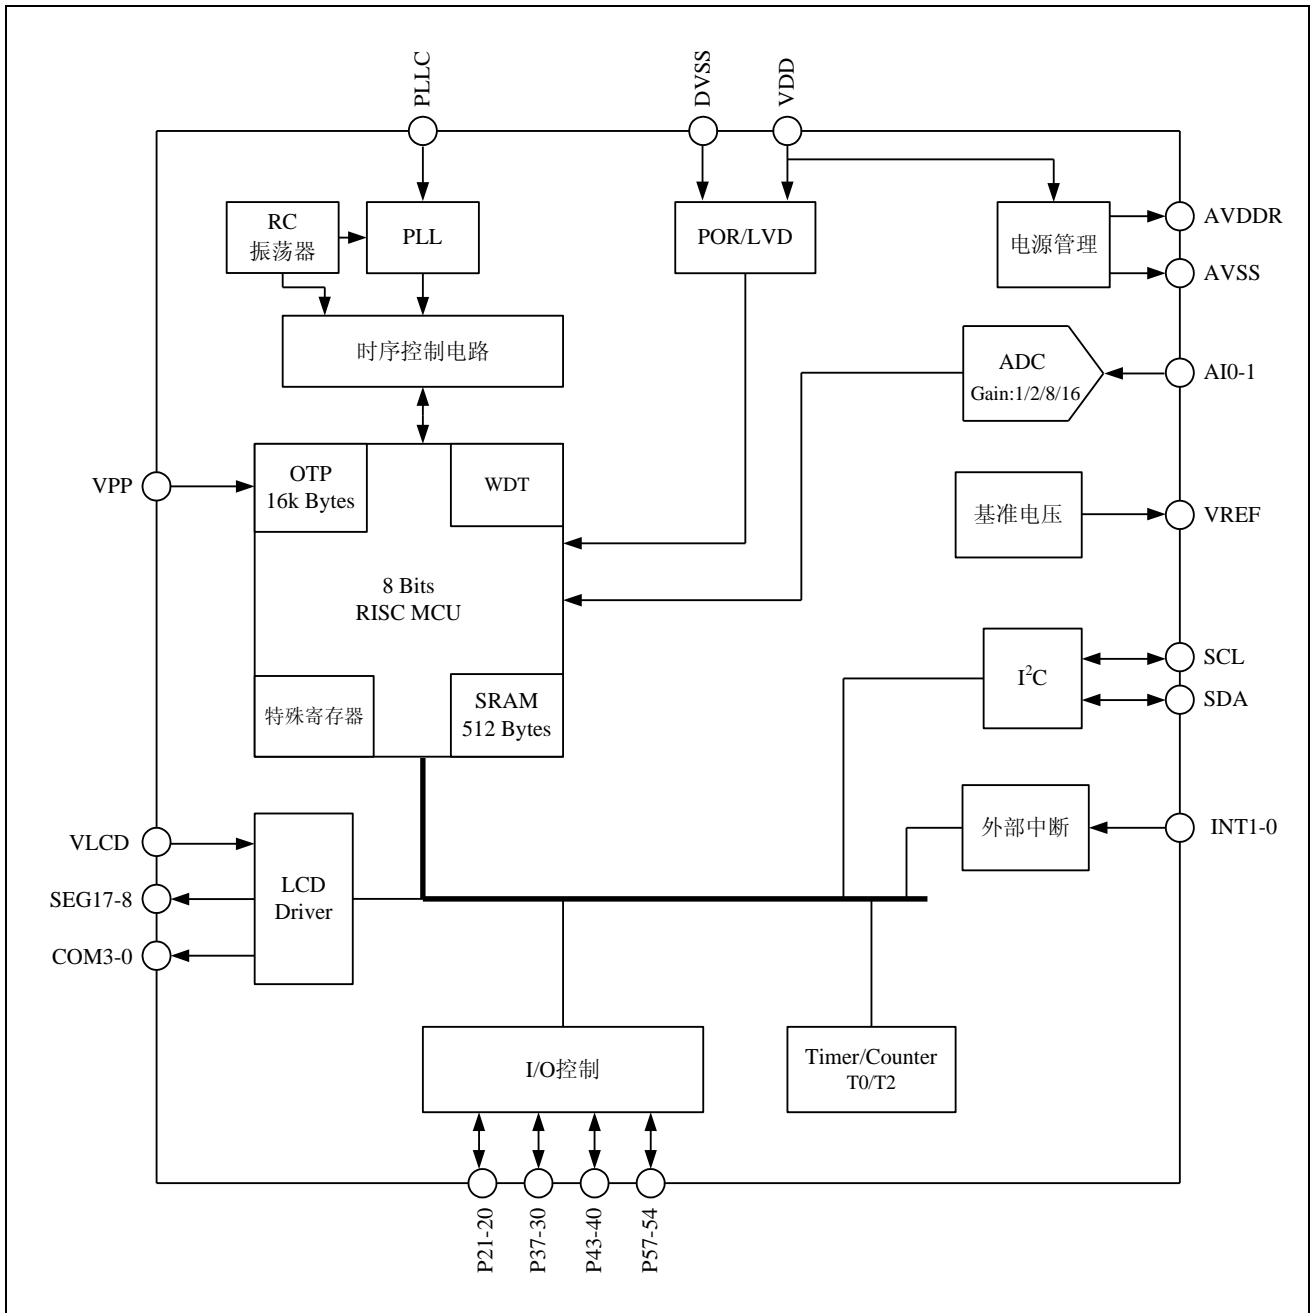 PLLC
DVSS
VDD
RC
振荡器
PLL
POR/LVD
电源管理
AVDDR
AVSS
时序控制电路
ADC
Gain:1/2/8/16
AI0-1
VPP
OTP
16k Bytes
WDT
基准电压
VREF
8 Bits
RISC MCU
I²C
SCL
SDA
特殊寄存器
SRAM
512 Bytes
VLCD
SEG17-8
COM3-0
LCD
Driver
外部中断
INT1-0
I/O控制
Timer/Counter
T0/T2
P21-20
P37-30
P43-40
P57-54